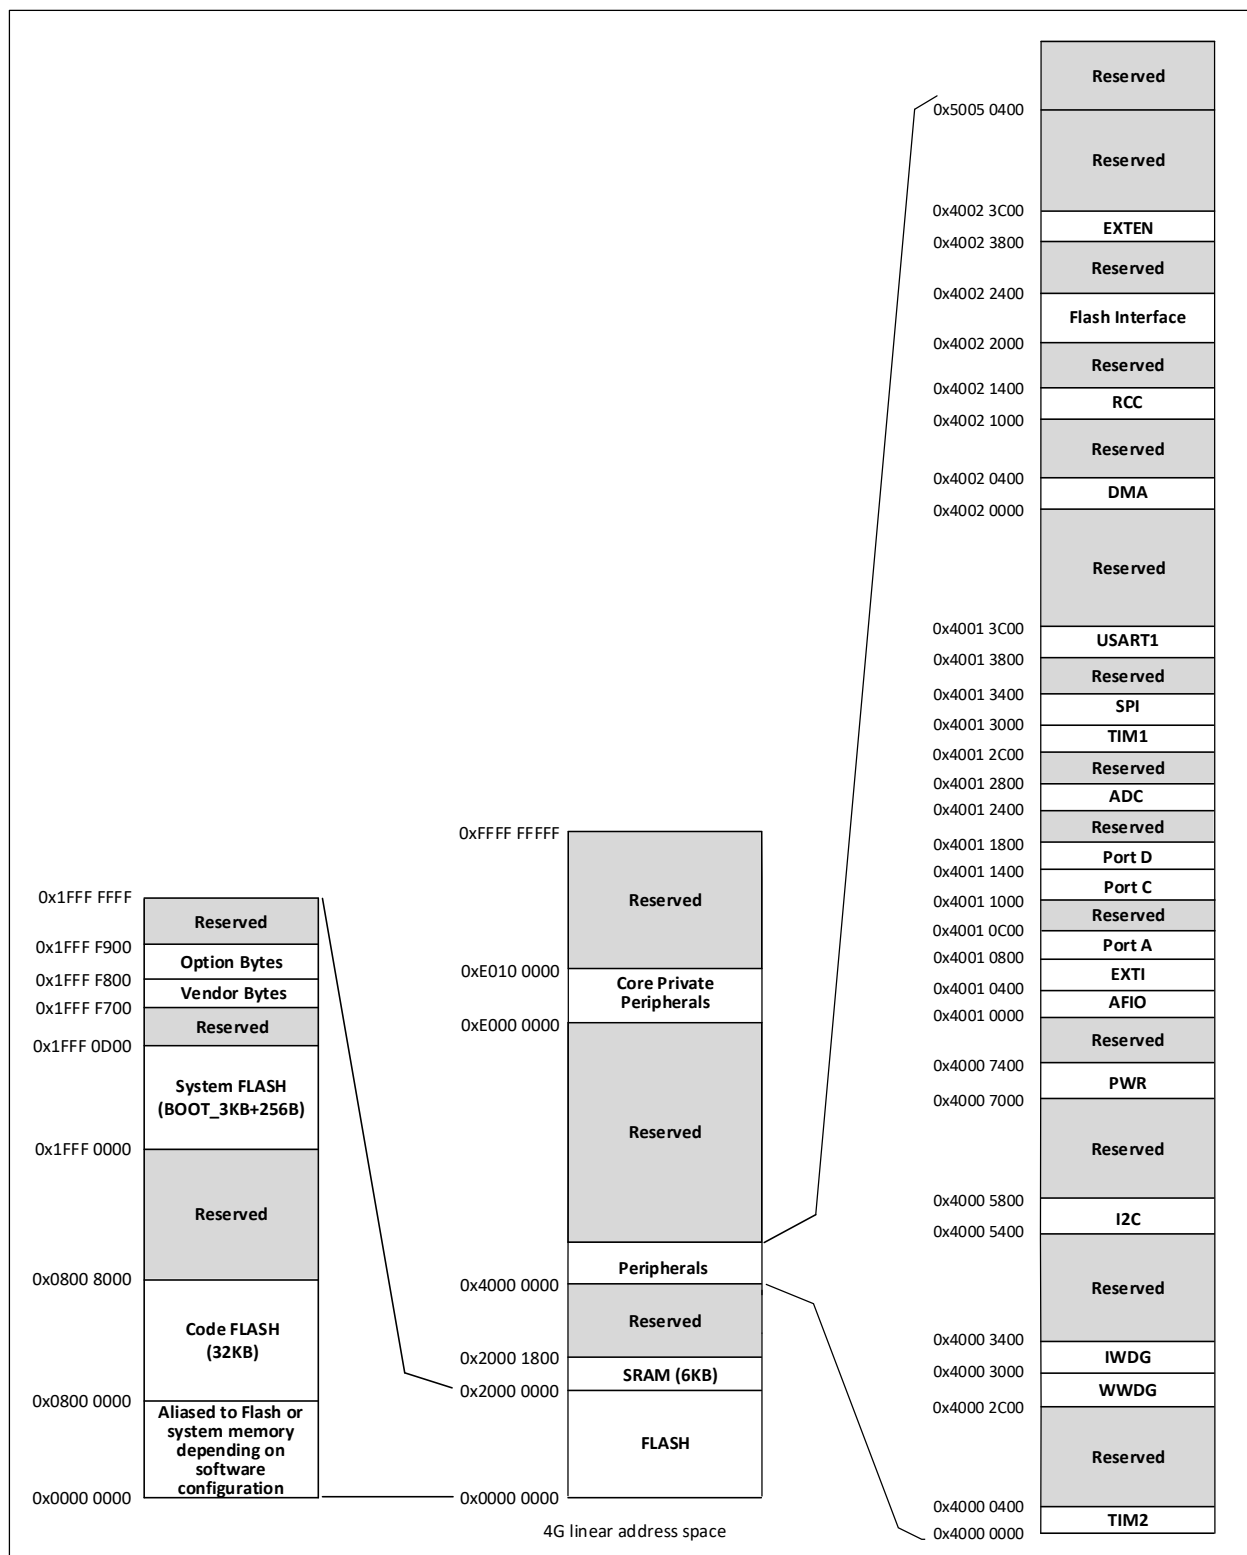 Reserved
0x5005 0400
Reserved
0x4002 3C00
EXTEN
0x4002 3800
Reserved
0x4002 2400
Flash Interface
0x4002 2000
Reserved
0x4002 1400
RCC
0x4002 1000
Reserved
0x4002 0400
DMA
0x4002 0000
Reserved
0x4001 3C00
USART1
0x4001 3800
Reserved
0x4001 3400
SPI
0x4001 3000
TIM1
0x4001 2C00
Reserved
0x4001 2800
ADC
0x4001 2400
Reserved
0x4001 1800
Port D
0x4001 1400
Port C
0x4001 1000
Reserved
0x4001 0C00
Port A
0x4001 0800
EXTI
0x4001 0400
AFIO
0x4001 0000
Reserved
0x4000 7400
PWR
0x4000 7000
Reserved
0x4000 5800
I2C
0x4000 5400
Reserved
0x4000 3400
IWDG
0x4000 3000
WWDG
0x4000 2C00
Reserved
0x4000 0400
TIM2
0x4000 0000
0xFFFF FFFFF
Reserved
0xE010 0000
Core Private
Peripherals
0xE000 0000
Reserved
Peripherals
0x4000 0000
Reserved
0x2000 1800
SRAM (6KB)
0x2000 0000
FLASH
0x0000 0000
4G linear address space
0x1FFF FFFF
Reserved
0x1FFF F900
Option Bytes
0x1FFF F800
Vendor Bytes
0x1FFF F700
Reserved
0x1FFF 0D00
System FLASH
(BOOT_3KB+256B)
0x1FFF 0000
Reserved
0x0800 8000
Code FLASH
(32KB)
0x0800 0000
Aliased to Flash or
system memory
depending on
software
configuration
0x0000 0000